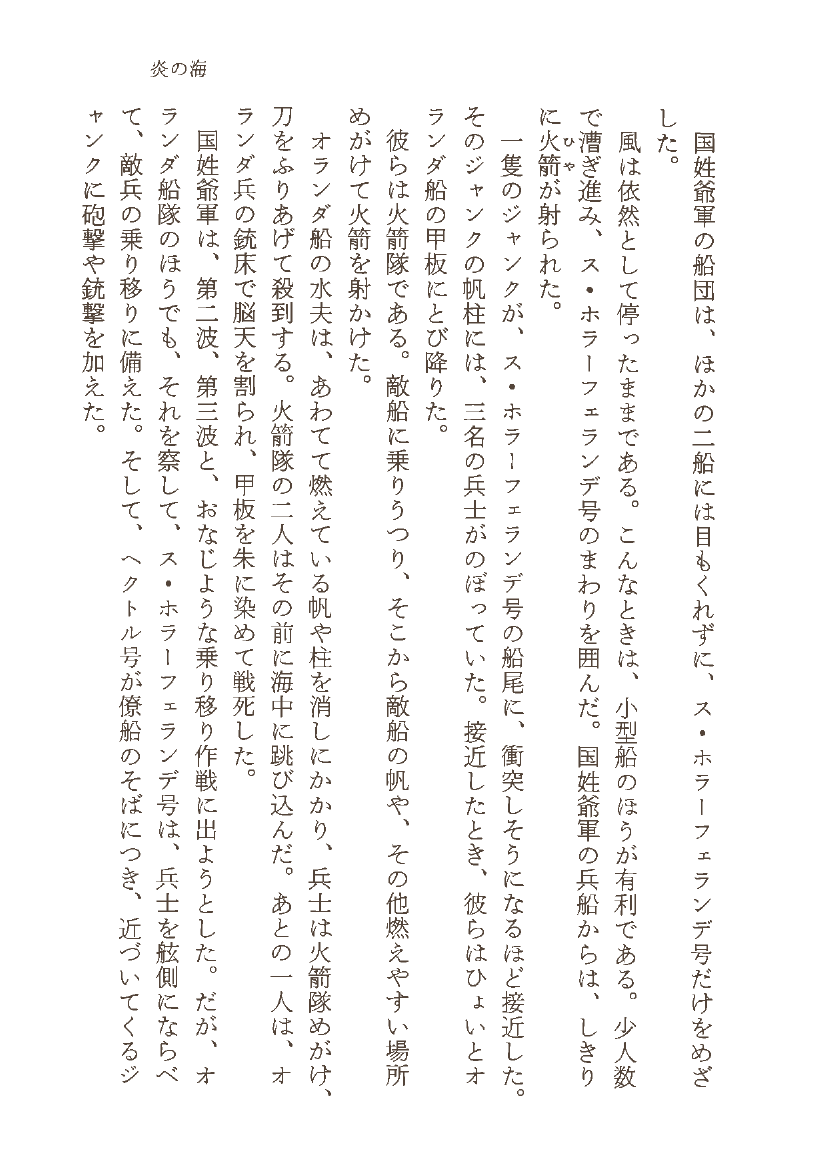 炎の海
国姓爺軍の船団は、ほかの二船には目もくれずに、ス・ホラーフェランデ号だけをめざ
した。
風は依然として停ったままである。こんなときは、小型船のほうが有利である。少人数
で漕ぎ進み、ス・ホラーフェランデ号のまわりを囲んだ。国姓爺軍の兵船からは、しきり
に火箭が射られた。
ひや
一隻のジャンクが、ス・ホラーフェランデ号の船尾に、衝突しそうになるほど接近した。
そのジャンクの帆柱には、三名の兵士がのぼっていた。接近したとき、彼らはひょいとオ
ランダ船の甲板にとび降りた。
彼らは火箭隊である。敵船に乗りうつり、そこから敵船の帆や、その他燃えやすい場所
めがけて火箭を射かけた。
オランダ船の水夫は、あわてて燃えている帆や柱を消しにかかり、兵士は火箭隊めがけ、
刀をふりあげて殺到する。火箭隊の二人はその前に海中に跳び込んだ。あとの一人は、オ
ランダ兵の銃床で脳天を割られ、甲板を朱に染めて戦死した。
国姓爺軍は、第二波、第三波と、おなじような乗り移り作戦に出ようとした。だが、オ
ランダ船隊のほうでも、それを察して、ス・ホラーフェランデ号は、兵士を舷側にならべ
て、敵兵の乗り移りに備えた。そして、ヘクトル号が僚船のそばにつき、近づいてくるジ
ャンクに砲撃や銃撃を加えた。